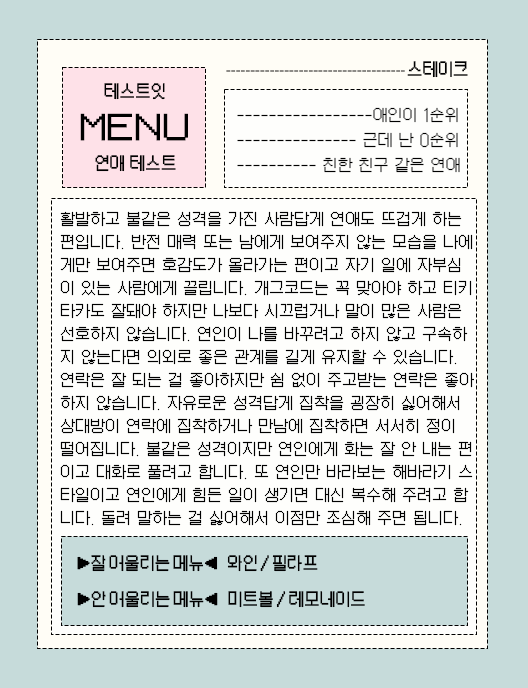 테스트잇
MENU
연애 테스트
스테이크
애인이 1순위
근데 난 0순위
친한 친구 같은 연애
활발하고 불같은 성격을 가진 사람답게 연애도 뜨겁게 하는
편입니다. 반전 매력 또는 남에게 보여주지 않는 모습을 나에
게만 보여주면 호감도가 올라가는 편이고 자기 일에 자부심
이 있는 사람에게 끌립니다. 개그코드는 꼭 맞아야 하고 티키
타카도 잘돼야 하지만 나보다 시끄럽거나 말이 많은 사람은
선호하지 않습니다. 연인이 나를 바꾸려고 하지 않고 구속하
지 않는다면 의외로 좋은 관계를 길게 유지할 수 있습니다.
연락은 잘 되는 걸 좋아하지만 쉼 없이 주고받는 연락은 좋아
하지 않습니다. 자유로운 성격답게 집착을 굉장히 싫어해서
상대방이 연락에 집착하거나 만남에 집착하면 서서히 정이
떨어집니다. 불같은 성격이지만 연인에게 화는 잘 안 내는 편
이고 대화로 풀려고 합니다. 또 연인만 바라보는 해바라기 스
타일이고 연인에게 힘든 일이 생기면 대신 복수해 주려고 합
니다. 돌려 말하는 걸 싫어해서 이점만 조심해 주면 됩니다.
▶잘 어울리는 메뉴◀ 와인 / 필라프
▶안 어울리는 메뉴◀ 미트볼 / 레모네이드